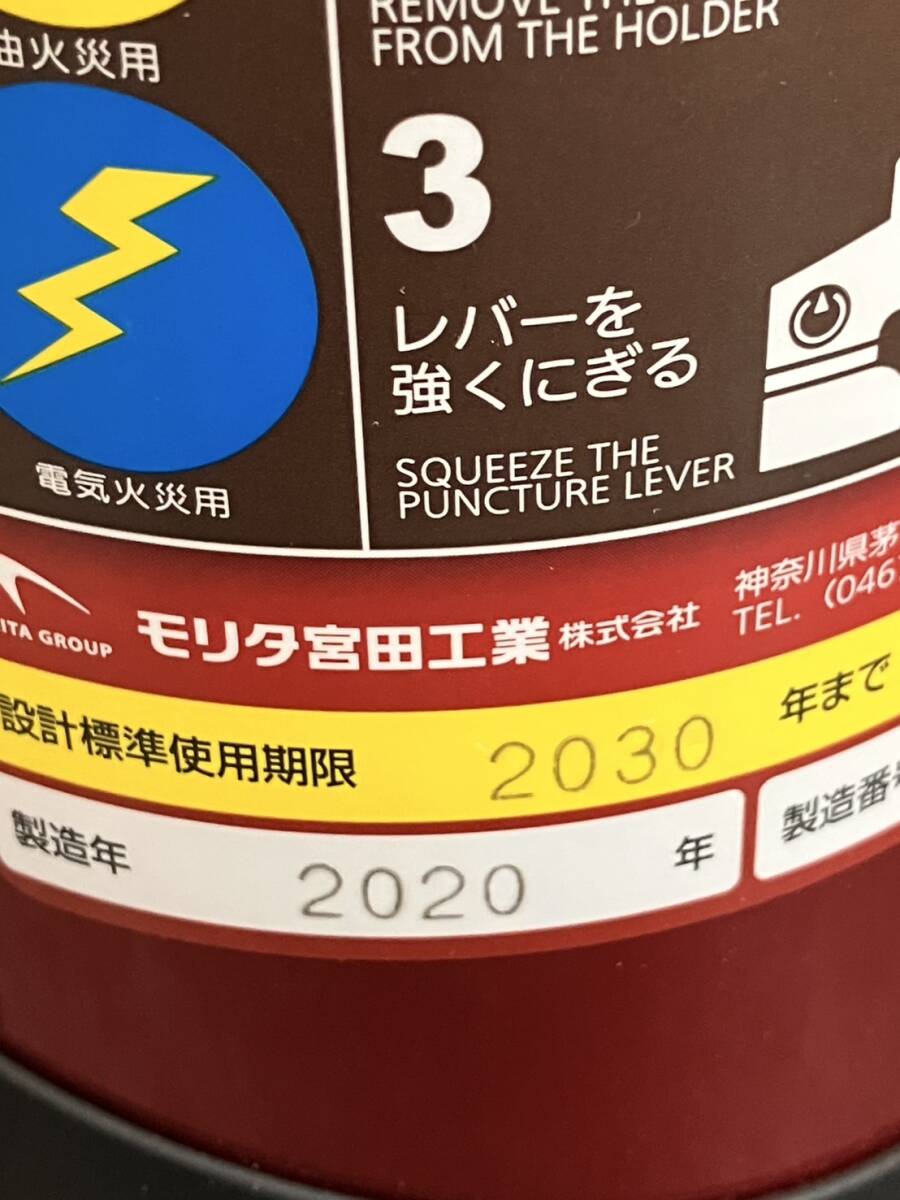 油火災用
REMOVE THE
FROM THE HOLDER
3
レバーを
強くにぎる
SQUEEZE THE
PUNCTURE LEVER
電気火災用
ITA GROUP
モリタ宮田工業株式会社
神奈川県茅
TEL. (046
設計標準使用期限 2030 年まで
製造年 2020 年
製造番号